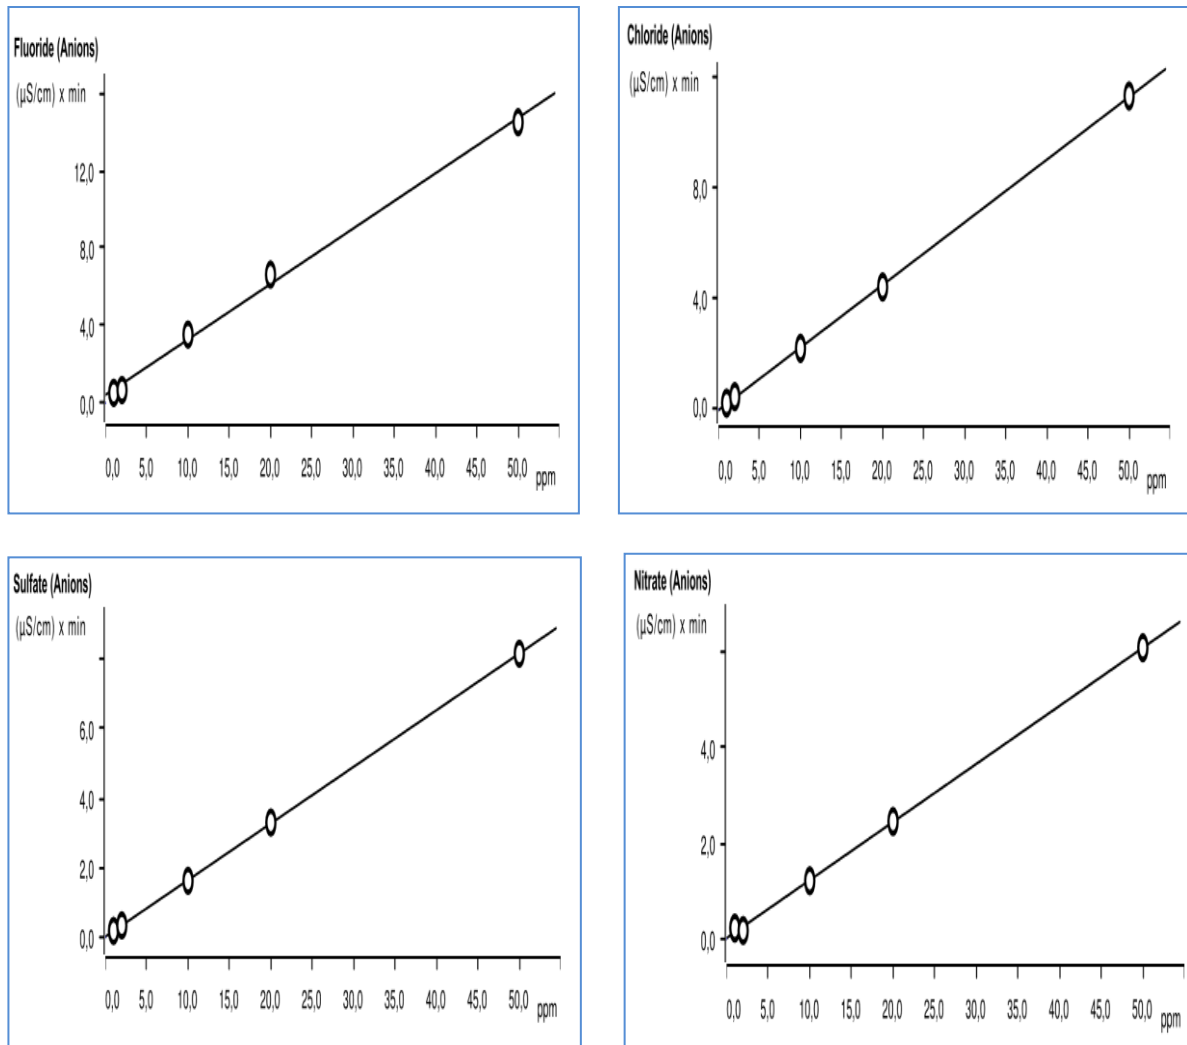 Fluoride (Anions)
(µS/cm) x min
12,0
8,0
4,0
0,0
0,0 5,0 10,0 15,0 20,0 25,0 30,0 35,0 40,0 45,0 50,0 ppm
Chloride (Anions)
(µS/cm) x min
8,0
4,0
0,0
0,0 5,0 10,0 15,0 20,0 25,0 30,0 35,0 40,0 45,0 50,0 ppm
Sulfate (Anions)
(µS/cm) x min
6,0
4,0
2,0
0,0
0,0 5,0 10,0 15,0 20,0 25,0 30,0 35,0 40,0 45,0 50,0 ppm
Nitrate (Anions)
(µS/cm) x min
4,0
2,0
0,0
0,0 5,0 10,0 15,0 20,0 25,0 30,0 35,0 40,0 45,0 50,0 ppm